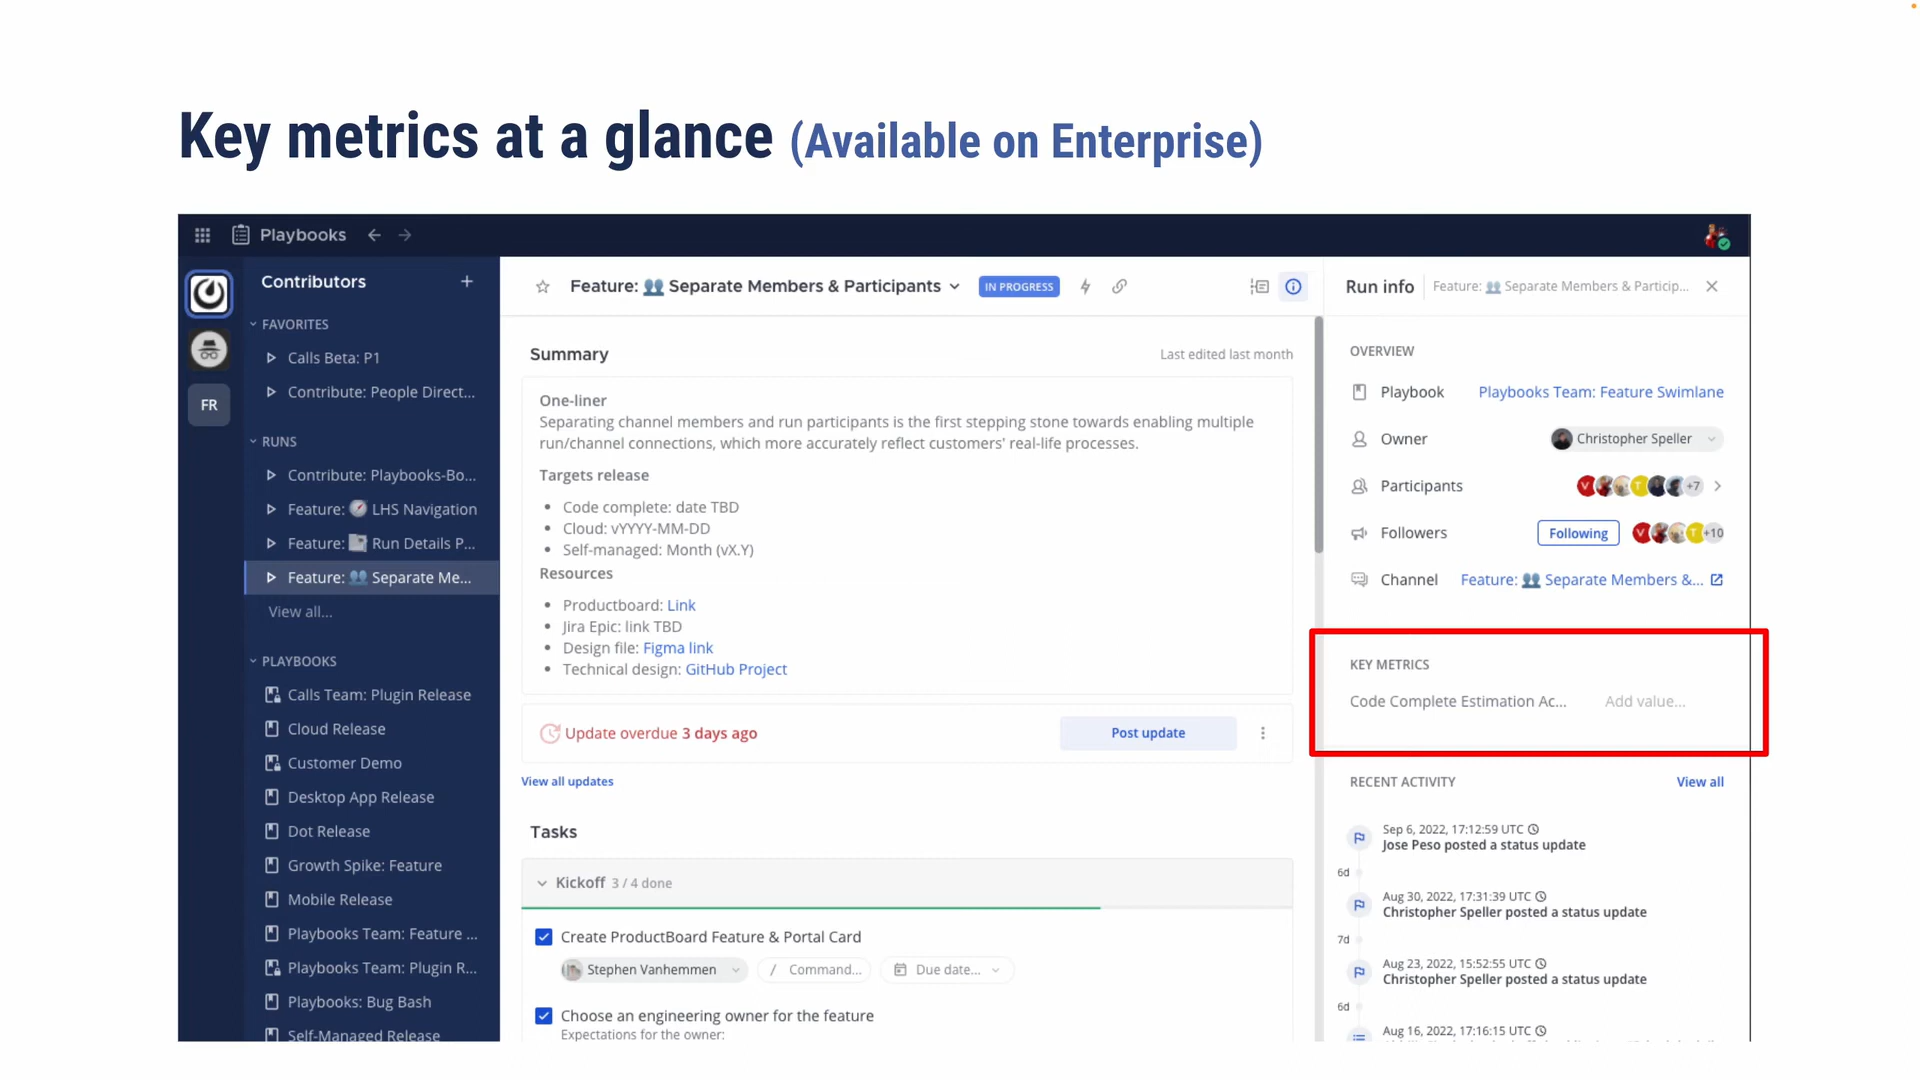 Key metrics at a glance (Available on Enterprise)
Playbooks
Contributors
FAVORITES
Calls Beta: P1
Contribute: People Direct...
RUNS
Contribute: Playbooks-Bo...
Feature: 🧭 LHS Navigation
Feature: Run Details P...
Feature: 👥 Separate Me...
View all...
PLAYBOOKS
Calls Team: Plugin Release
Cloud Release
Customer Demo
Desktop App Release
Dot Release
Growth Spike: Feature
Mobile Release
Playbooks Team: Feature ...
Playbooks Team: Plugin R...
Playbooks: Bug Bash
Self-Managed Release
FR
Feature: 👥 Separate Members & Participants
IN PROGRESS
Summary
Last edited last month
One-liner
Separating channel members and run participants is the first stepping stone towards enabling multiple
run/channel connections, which more accurately reflect customers' real-life processes.
Targets release
• Code complete: date TBD
• Cloud: vYYYY-MM-DD
• Self-managed: Month (vX.Y)
Resources
• Productboard: Link
• Jira Epic: link TBD
• Design file: Figma link
• Technical design: GitHub Project
Update overdue 3 days ago
Post update
View all updates
Tasks
Kickoff 3 / 4 done
Create ProductBoard Feature & Portal Card
Stephen Vanhemmen
/ Command...
Due date...
Choose an engineering owner for the feature
Expectations for the owner:
Run info
Feature: 👥 Separate Members & Particip...
OVERVIEW
Playbook
Playbooks Team: Feature Swimlane
Owner
Christopher Speller
Participants
V
T
+7
Followers
Following
V
T
+10
Channel
Feature: 👥 Separate Members &...
KEY METRICS
Code Complete Estimation Ac...
Add value...
RECENT ACTIVITY
View all
Sep 6, 2022, 17:12:59 UTC
Jose Peso posted a status update
6d
Aug 30, 2022, 17:31:39 UTC
Christopher Speller posted a status update
7d
Aug 23, 2022, 15:52:55 UTC
Christopher Speller posted a status update
6d
Aug 16, 2022, 17:16:15 UTC